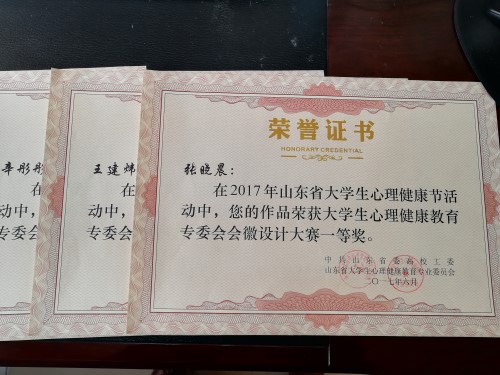 荣誉证书
HONORARY CREDENTIAL
辛彤彤
王建炜
张晓晨：
在2017年山东省大学生心理健康节活
动中，您的作品荣获大学生心理健康教育
专委会会徽设计大赛一等奖。
中共山东省委高校工委
山东省大学生心理健康教育专业委员会
二〇一七年六月
在
动中，
专委会会
在
动中，
专委会